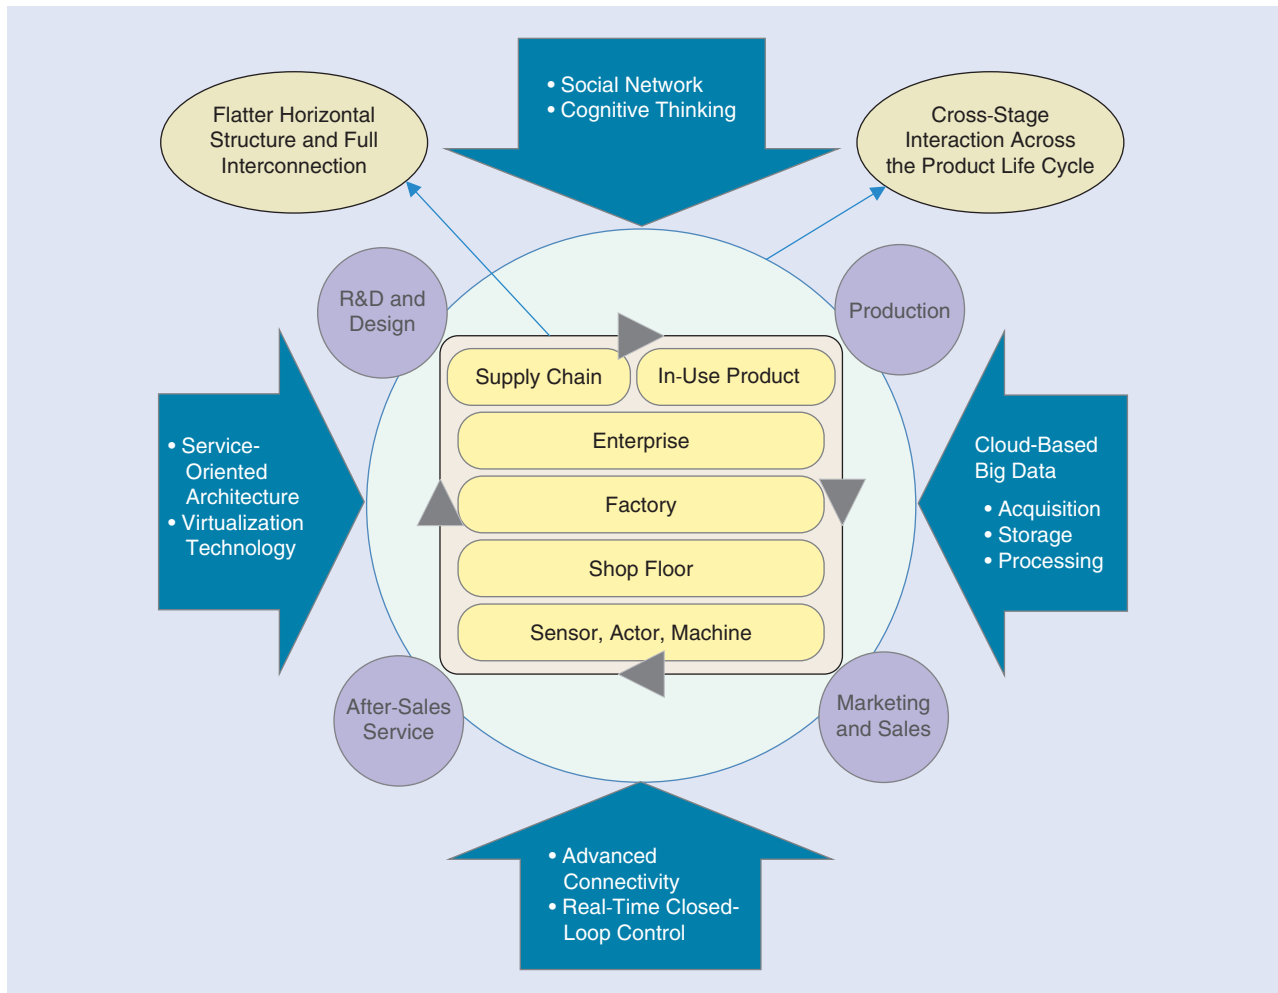 • Social Network
• Cognitive Thinking
Flatter Horizontal
Structure and Full
Interconnection
Cross-Stage
Interaction Across
the Product Life Cycle
R&D and
Design
Production
Supply Chain
In-Use Product
Enterprise
Factory
Shop Floor
Sensor, Actor, Machine
• Service-
Oriented
Architecture
• Virtualization
Technology
Cloud-Based
Big Data
• Acquisition
• Storage
• Processing
After-Sales
Service
Marketing
and Sales
• Advanced
Connectivity
• Real-Time Closed-
Loop Control